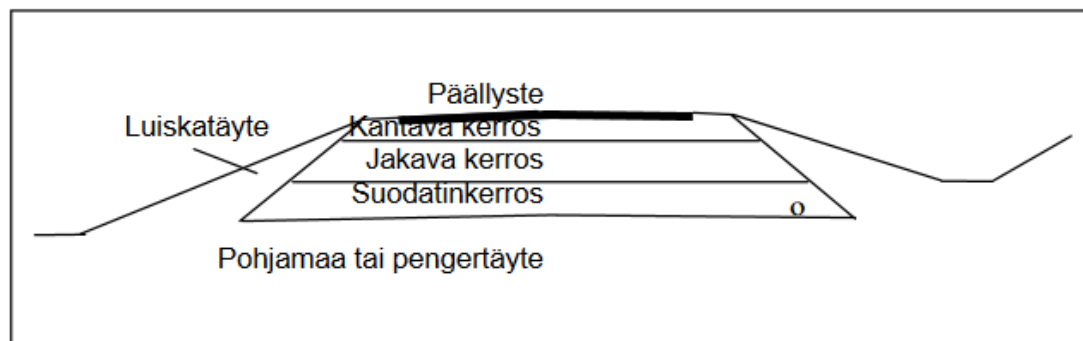 Päällyste
Luiskatäyte
Kantava kerros
Jakava kerros
Suodatinkerros
o
Pohjamaa tai pengertäyte